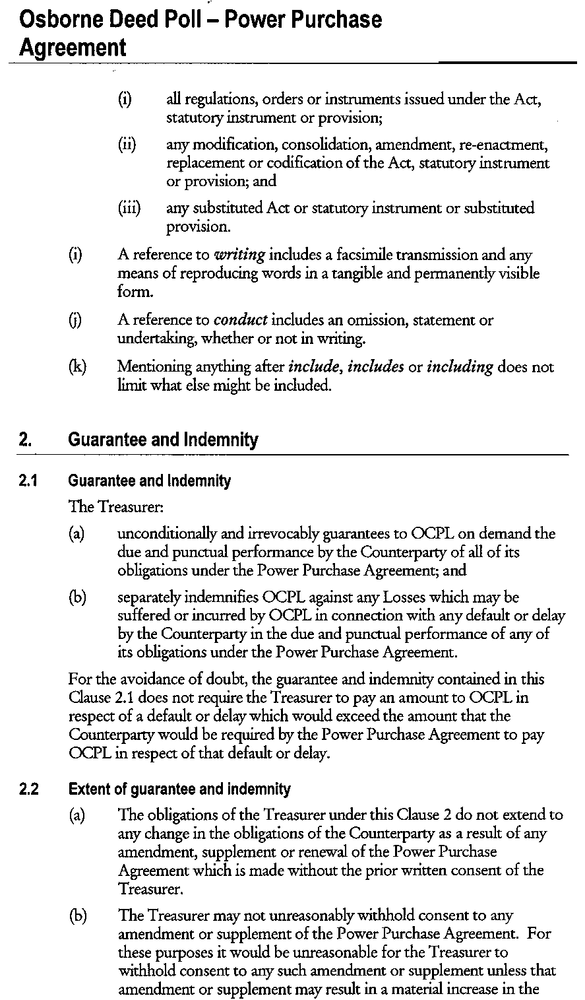 Osborne Deed Poll – Power Purchase
Agreement
(i) all regulations, orders or instruments issued under the Act,
statutory instrument or provision;
(ii) any modification, consolidation, amendment, re-enactment,
replacement or codification of the Act, statutory instrument
or provision; and
(iii) any substituted Act or statutory instrument or substituted
provision.
(i) A reference to writing includes a facsimile transmission and any
means of reproducing words in a tangible and permanently visible
form.
(j) A reference to conduct includes an omission, statement or
undertaking, whether or not in writing.
(k) Mentioning anything after include, includes or including does not
limit what else might be included.
2. Guarantee and Indemnity
2.1 Guarantee and Indemnity
The Treasurer:
(a) unconditionally and irrevocably guarantees to OCPL on demand the
due and punctual performance by the Counterparty of all of its
obligations under the Power Purchase Agreement; and
(b) separately indemnifies OCPL against any Losses which may be
suffered or incurred by OCPL in connection with any default or delay
by the Counterparty in the due and punctual performance of any of
its obligations under the Power Purchase Agreement.
For the avoidance of doubt, the guarantee and indemnity contained in this
Clause 2.1 does not require the Treasurer to pay an amount to OCPL in
respect of a default or delay which would exceed the amount that the
Counterparty would be required by the Power Purchase Agreement to pay
OCPL in respect of that default or delay.
2.2 Extent of guarantee and indemnity
(a) The obligations of the Treasurer under this Clause 2 do not extend to
any change in the obligations of the Counterparty as a result of any
amendment, supplement or renewal of the Power Purchase
Agreement which is made without the prior written consent of the
Treasurer.
(b) The Treasurer may not unreasonably withhold consent to any
amendment or supplement of the Power Purchase Agreement. For
these purposes it would be unreasonable for the Treasurer to
withhold consent to any such amendment or supplement unless that
amendment or supplement may result in a material increase in the